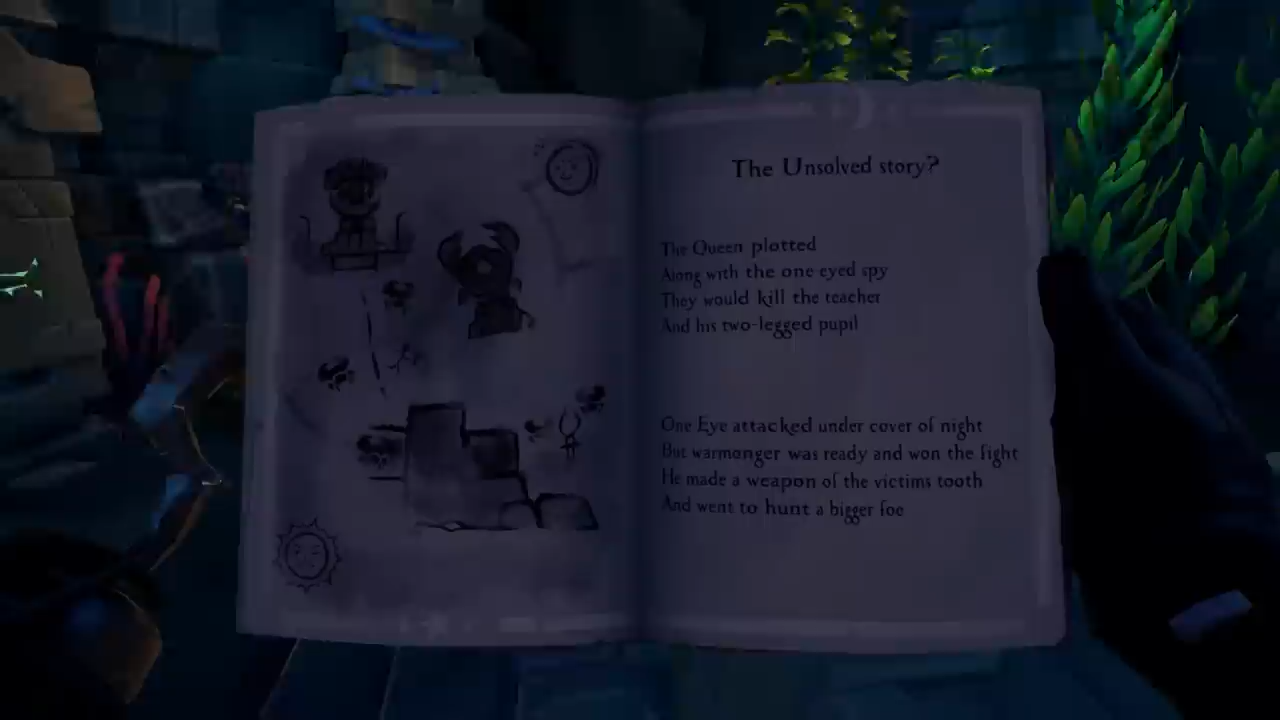 The Unsolved story?
The Queen plotted
Along with the one eyed spy
They would kill the teacher
And his two-legged pupil
One Eye attacked under cover of night
But warmonger was ready and won the fight
He made a weapon of the victims tooth
And went to hunt a bigger foe